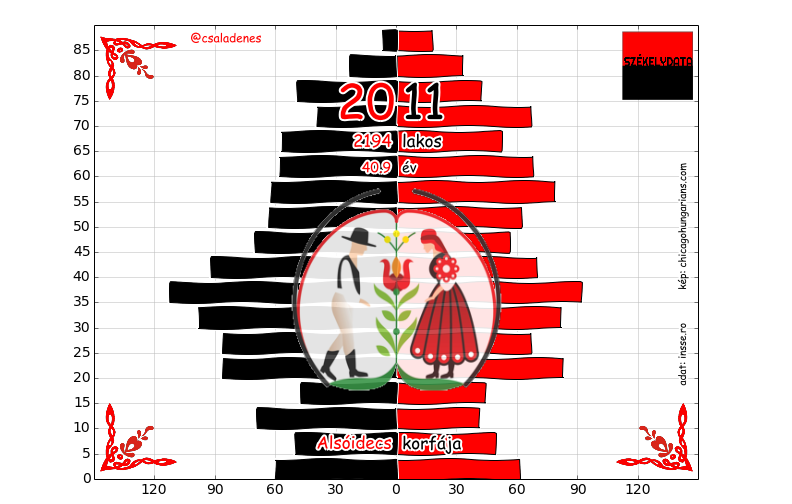 @csaladenes
SZÉKELYDATA
2011
2194 lakos
40.9 év
kép: chicagohungarians.com
adat: insse.ro
Alsóidecs korfája
85
80
75
70
65
60
55
50
45
40
35
30
25
20
15
10
5
0
120 90 60 30 0 30 60 90 120